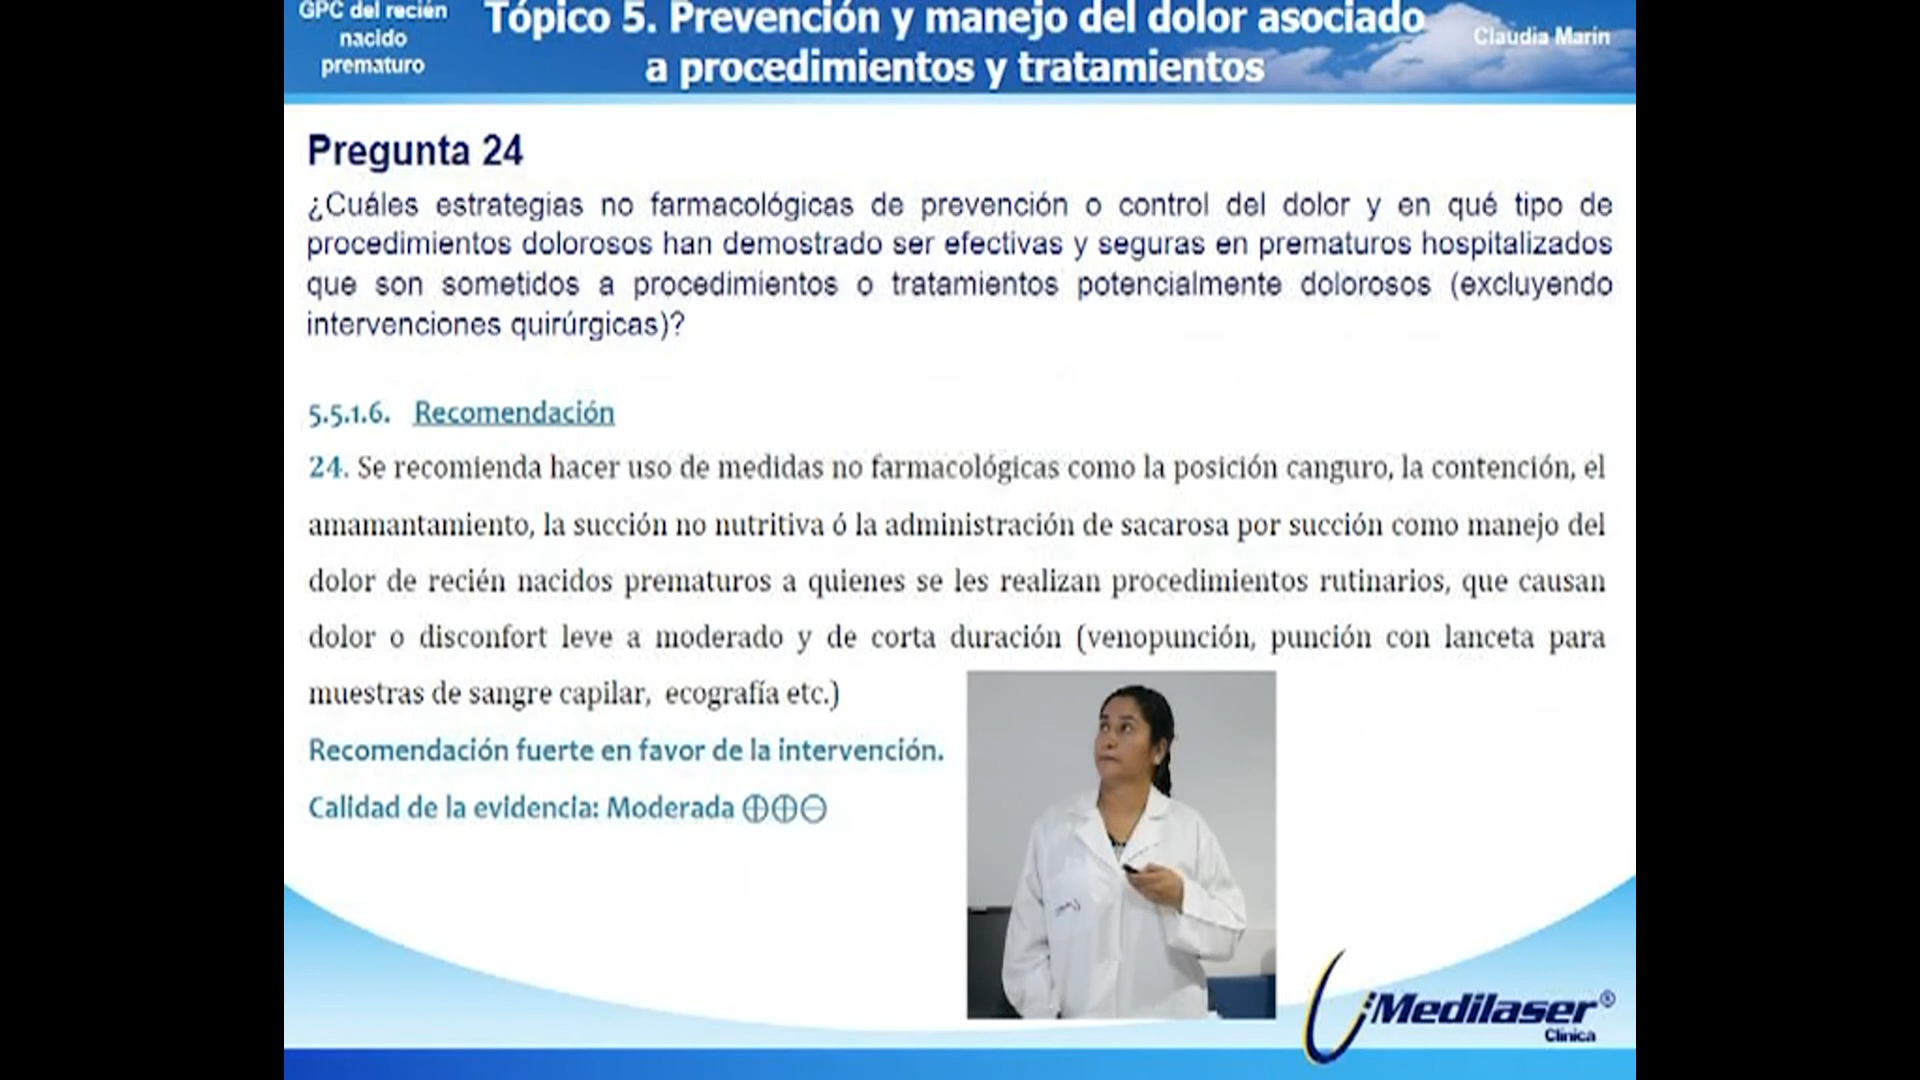 GPC del recién
nacido
prematuro
Tópico 5. Prevención y manejo del dolor asociado
a procedimientos y tratamientos
Claudia Marin
Pregunta 24
¿Cuáles estrategias no farmacológicas de prevención o control del dolor y en qué tipo de
procedimientos dolorosos han demostrado ser efectivas y seguras en prematuros hospitalizados
que son sometidos a procedimientos o tratamientos potencialmente dolorosos (excluyendo
intervenciones quirúrgicas)?
5.5.1.6. Recomendación
24. Se recomienda hacer uso de medidas no farmacológicas como la posición canguro, la contención, el
amamantamiento, la succión no nutritiva ó la administración de sacarosa por succión como manejo del
dolor de recién nacidos prematuros a quienes se les realizan procedimientos rutinarios, que causan
dolor o disconfort leve a moderado y de corta duración (venopunción, punción con lanceta para
muestras de sangre capilar, ecografía etc.)
Recomendación fuerte en favor de la intervención.
Calidad de la evidencia: Moderada ⊕⊕⊖
Medilaser®
Clínica